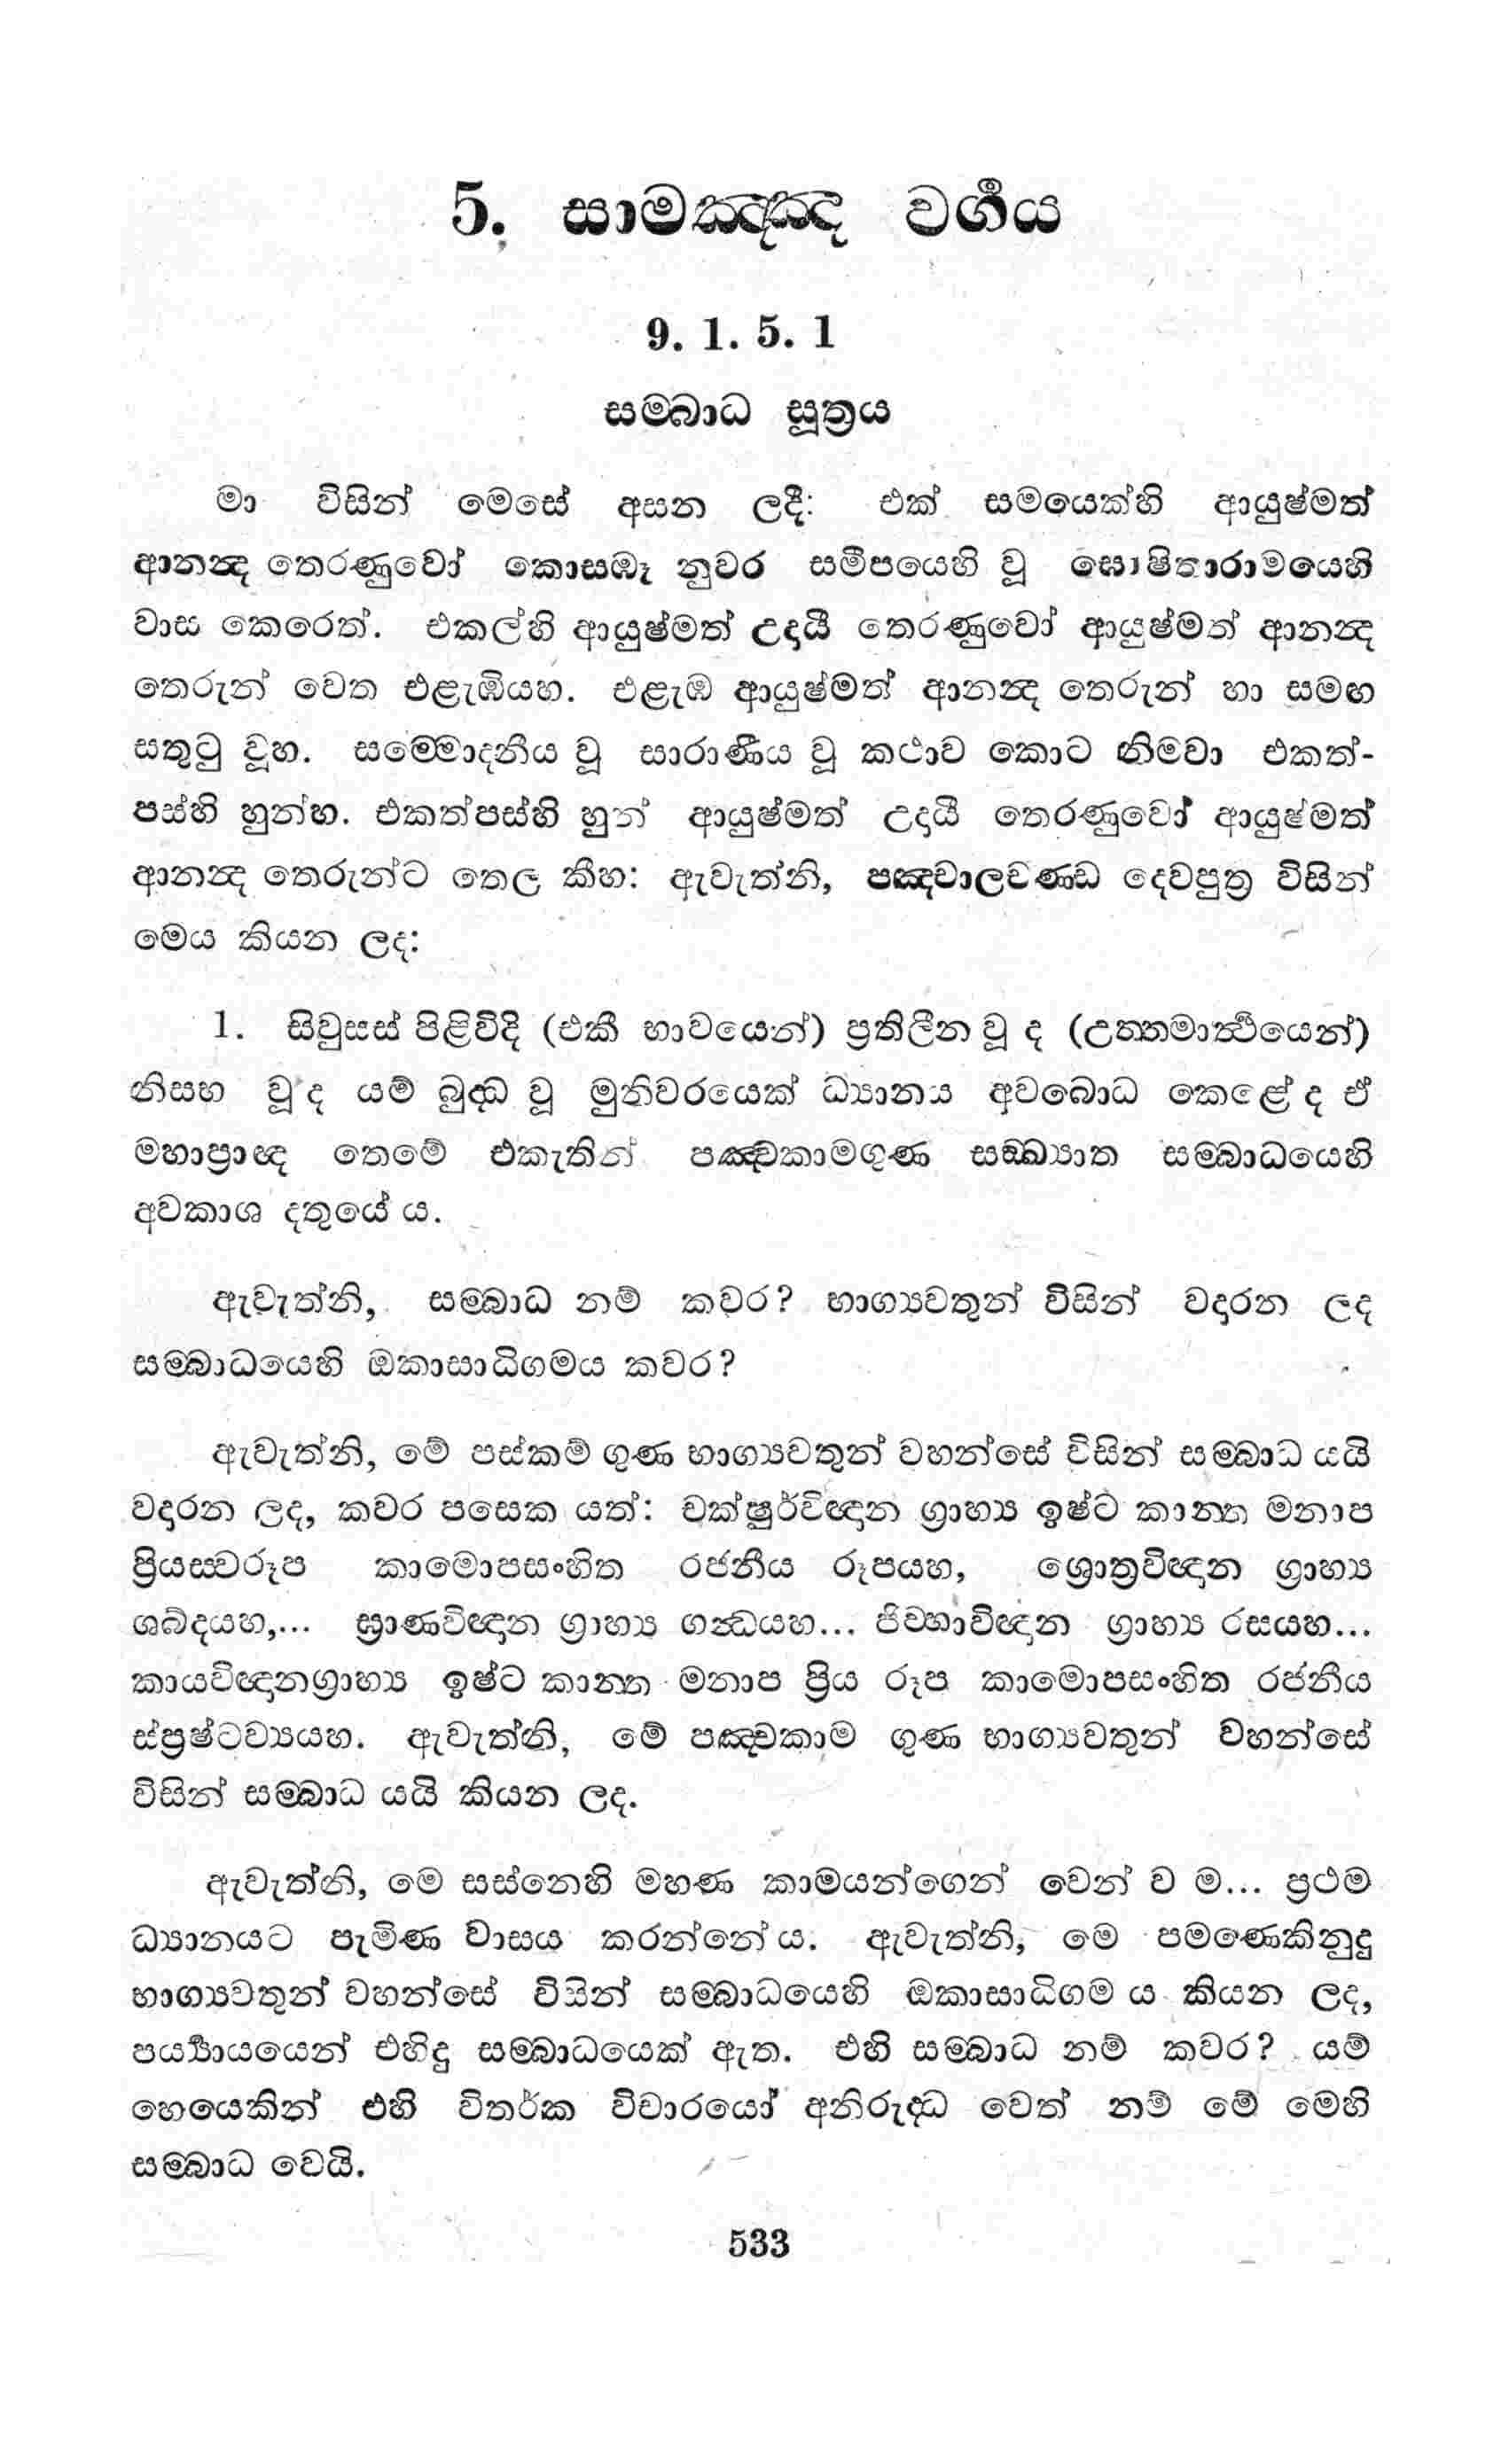 5. සාමඤ්ඤ වර්‍ගය
9. 1. 5. 1
සම්බාධ සූත්‍රය
මා විසින් මෙසේ අසන ලදී: එක් සමයෙක්හි ආයුෂ්මත්
ආනන්‍ද තෙරණුවෝ කොසඹෑ නුවර සමීපයෙහි වූ ඝොෂිතාරාමයෙහි
වාස කෙරෙත්. එකල්හි ආයුෂ්මත් උදායී තෙරණුවෝ ආයුෂ්මත් ආනන්‍ද
තෙරුන් වෙත එළැඹියහ. එළැඹ ආයුෂ්මත් ආනන්‍ද තෙරුන් හා සමඟ
සතුටු වූහ. සම්මොදනීය වූ සාරාණීය වූ කථාව කොට නිමවා එකත්-
පස්හි හුන්හ. එකත්පස්හි හුන් ආයුෂ්මත් උදායී තෙරණුවෝ ආයුෂ්මත්
ආනන්‍ද තෙරුන්ට තෙල කීහ: ඇවැත්නි, පඤ්චාලචණ්ඩ දෙවපුත්‍ර විසින්
මෙය කියන ලද:
1. සිවුසස් පිළිවිදි (එකී භාවයෙන්) ප්‍රතිලීන වූ ද (උත්තමාර්‍ත්‍ථයෙන්)
නිසභ වූ ද යම් බුද්ධ වූ මුනිවරයෙක් ධ්‍යානය අවබොධ කෙළේ ද ඒ
මහාප්‍රාඥ තෙමේ එකැතින් පඤ්චකාමගුණ සඞ්ඛ්‍යාත සම්බාධයෙහි
අවකාශ දතුයේ ය.
ඇවැත්නි, සම්බාධ නම් කවර? භාග්‍යවතුන් විසින් වදාරන ලද
සම්බාධයෙහි ඔකාසාධිගමය කවර?
ඇවැත්නි, මේ පස්කම් ගුණ භාග්‍යවතුන් වහන්සේ විසින් සම්බාධ යයි
වදාරන ලද, කවර පසෙක යත්: චක්ෂුර්විඥාන ග්‍රාහ්‍ය ඉෂ්ට කාන්ත මනාප
ප්‍රියස්වරූප කාමොපසංහිත රජනීය රූපයහ, ශ්‍රොත්‍රවිඥාන ග්‍රාහ්‍ය
ශබ්දයහ,... ඝ්‍රාණවිඥාන ග්‍රාහ්‍ය ගන්‍ධයහ... ජිව්හාවිඥාන ග්‍රාහ්‍ය රසයහ...
කායවිඥානග්‍රාහ්‍ය ඉෂ්ට කාන්ත මනාප ප්‍රිය රූප කාමොපසංහිත රජනීය
ස්ප්‍රෂ්ටව්‍යයහ. ඇවැත්නි, මේ පඤ්චකාම ගුණ භාග්‍යවතුන් වහන්සේ
විසින් සම්බාධ යයි කියන ලද.
ඇවැත්නි, මෙ සස්නෙහි මහණ කාමයන්ගෙන් වෙන් ව ම... ප්‍රථම
ධ්‍යානයට පැමිණ වාසය කරන්නේ ය. ඇවැත්නි, මෙ පමණෙකිනුදු
භාග්‍යවතුන් වහන්සේ විසින් සම්බාධයෙහි ඔකාසාධිගම ය කියන ලද,
පර්‍ය්‍යායයෙන් එහිදු සම්බාධයෙක් ඇත. එහි සම්බාධ නම් කවර? යම්
හෙයෙකින් එහි විතර්ක විචාරයෝ අනිරුද්ධ වෙත් නම් මේ මෙහි
සම්බාධ වෙයි.
533